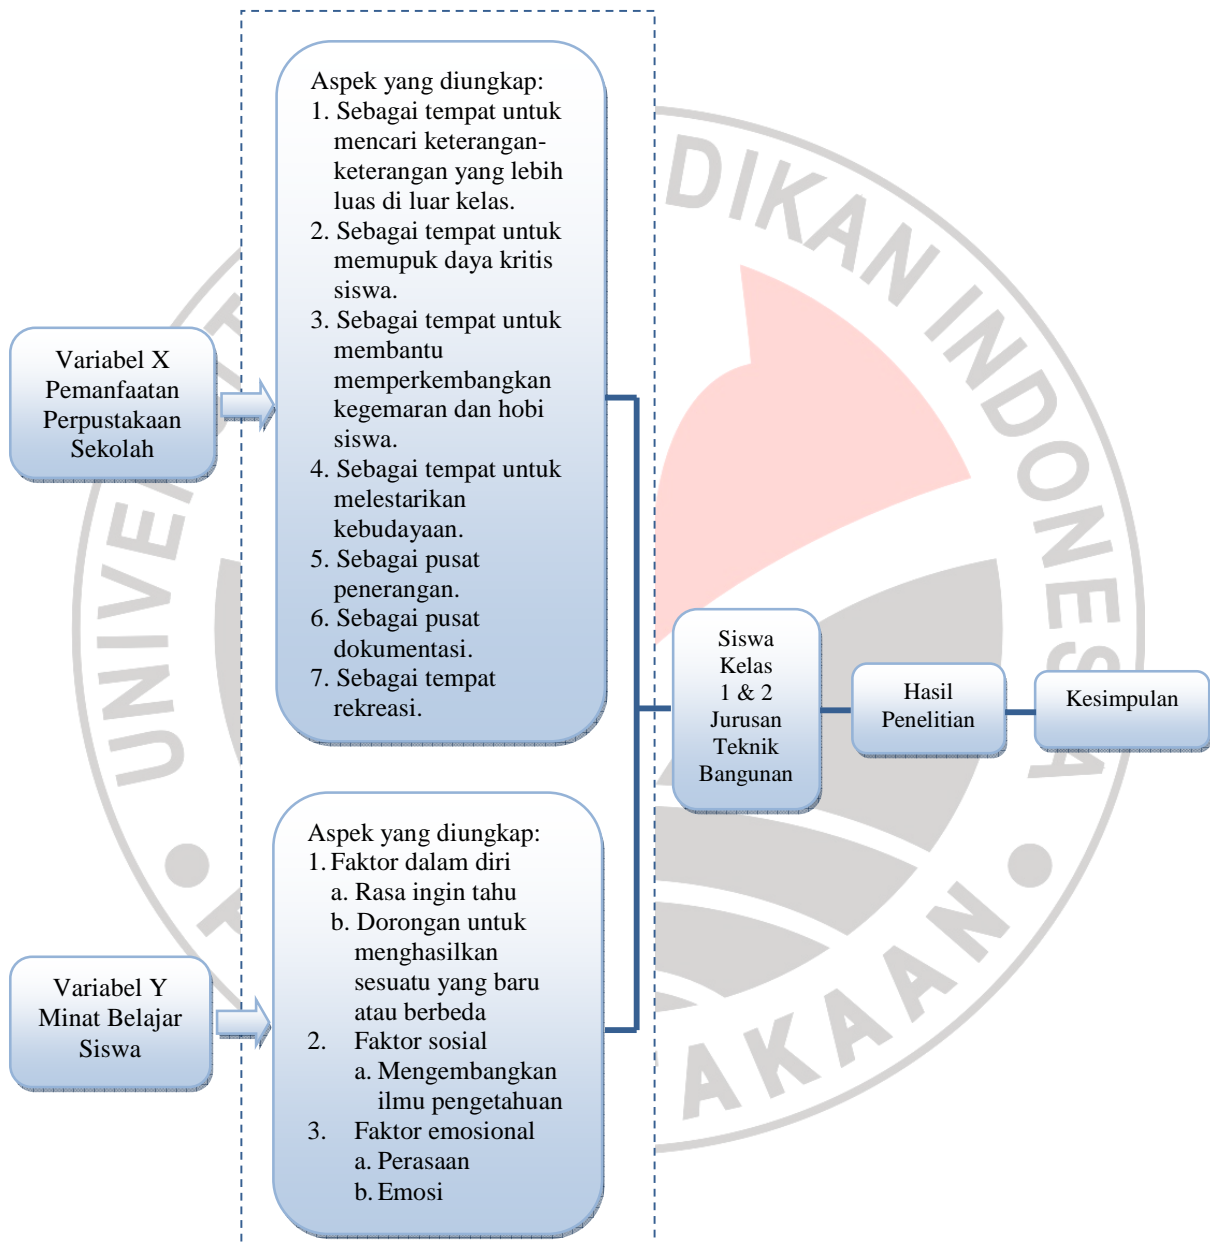 Variabel X
Pemanfaatan
Perpustakaan
Sekolah
Aspek yang diungkap:
1. Sebagai tempat untuk
mencari keterangan-
keterangan yang lebih
luas di luar kelas.
2. Sebagai tempat untuk
memupuk daya kritis
siswa.
3. Sebagai tempat untuk
membantu
memperkembangkan
kegemaran dan hobi
siswa.
4. Sebagai tempat untuk
melestarikan
kebudayaan.
5. Sebagai pusat
penerangan.
6. Sebagai pusat
dokumentasi.
7. Sebagai tempat
rekreasi.
Variabel Y
Minat Belajar
Siswa
Aspek yang diungkap:
1. Faktor dalam diri
a. Rasa ingin tahu
b. Dorongan untuk
menghasilkan
sesuatu yang baru
atau berbeda
2. Faktor sosial
a. Mengembangkan
ilmu pengetahuan
3. Faktor emosional
a. Perasaan
b. Emosi
Siswa
Kelas
1 & 2
Jurusan
Teknik
Bangunan
Hasil
Penelitian
Kesimpulan
INDONESIA